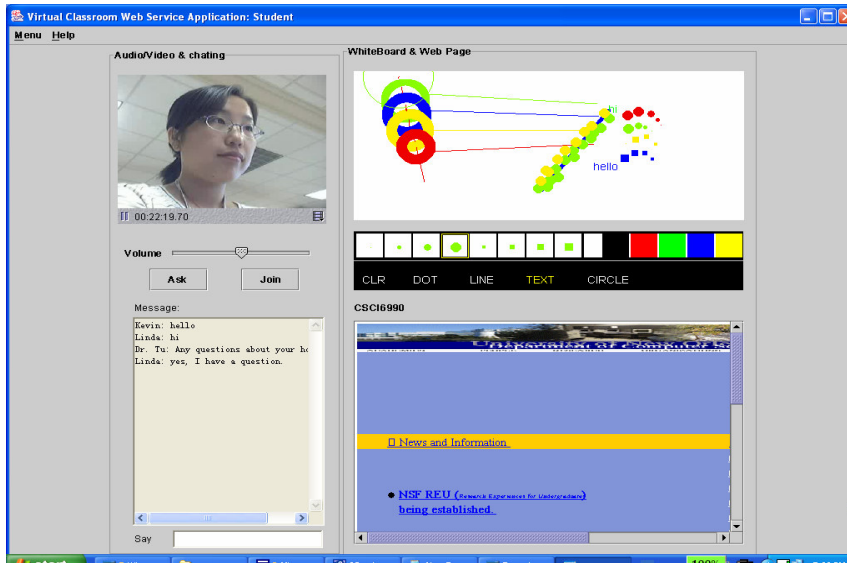 Virtual Classroom Web Service Application: Student
Menu Help
Audio/Video & chating
00:22:19.70
Volume
Ask Join
Message:
Kevin: hello
Linda: hi
Dr. Tu: Any questions about your
Linda: yes, I have a question.
Say
WhiteBoard & Web Page
hi
hello
CLR DOT LINE TEXT CIRCLE
CSCI6990
News and Information
NSF REU (Research Experiences for Undergraduate)
being established.
100%